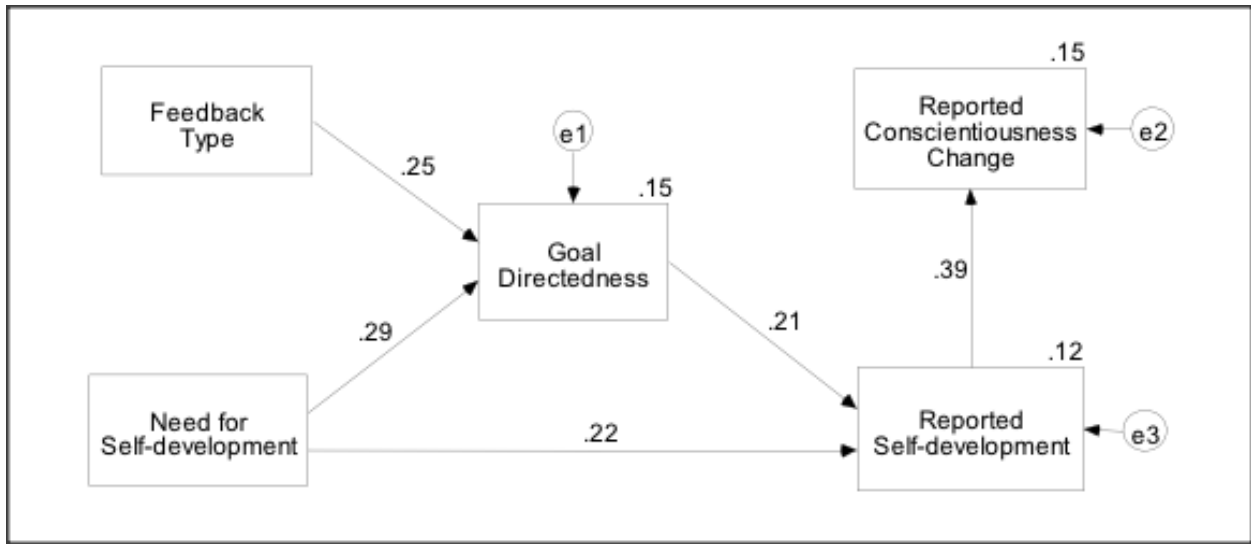 .15
Feedback
Type
Reported
Conscientiousness
Change
e1
e2
.25
.15
Goal
Directedness
.39
.29
.21
.12
Need for
Self-development
.22
Reported
Self-development
e3